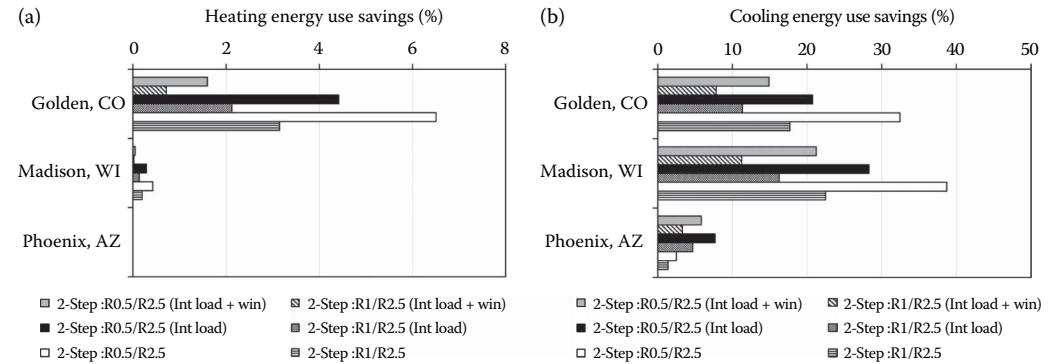 (a)
Heating energy use savings (%)
0 2 4 6 8
Golden, CO
Madison, WI
Phoenix, AZ
2-Step :R0.5/R2.5 (Int load + win)
2-Step :R1/R2.5 (Int load + win)
2-Step :R0.5/R2.5 (Int load)
2-Step :R1/R2.5 (Int load)
2-Step :R0.5/R2.5
2-Step :R1/R2.5
(b)
Cooling energy use savings (%)
0 10 20 30 40 50
Golden, CO
Madison, WI
Phoenix, AZ
2-Step :R0.5/R2.5 (Int load + win)
2-Step :R1/R2.5 (Int load + win)
2-Step :R0.5/R2.5 (Int load)
2-Step :R1/R2.5 (Int load)
2-Step :R0.5/R2.5
2-Step :R1/R2.5